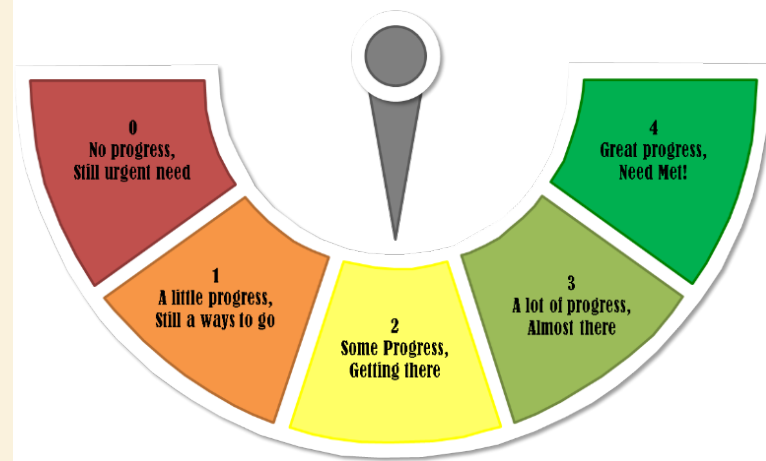 0
No progress,
Still urgent need
1
A little progress,
Still a ways to go
2
Some Progress,
Getting there
3
A lot of progress,
Almost there
4
Great progress,
Need Met!